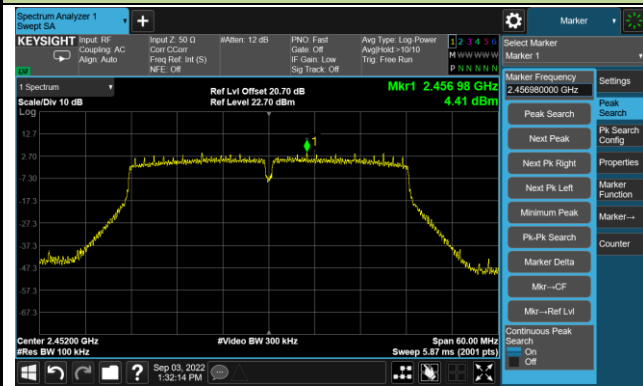 Spectrum Analyzer 1
Swept SA
Marker
KEYSIGHT
Input: RF
Coupling: AC
Align: Auto
Input Z: 50 Ω
Corr CCorr
Freq Ref: Int (S)
NFE: Off
#Atten: 12 dB
PNO: Fast
Gate: Off
IF Gain: Low
Sig Track: Off
Avg Type: Log-Power
Avg|Hold:>10/10
Trig: Free Run
1 2 3 4 5 6
M W W W W W
P N N N N N
LW
Select Marker
Marker 1
1 Spectrum
Scale/Div 10 dB
Log
Ref Lvl Offset 20.70 dB
Ref Level 22.70 dBm
Mkr1 2.456 98 GHz
4.41 dBm
1
12.7
2.70
-7.30
-17.3
-27.3
-37.3
-47.3
-57.3
-67.3
Center 2.45200 GHz
#Res BW 100 kHz
#Video BW 300 kHz
Span 60.00 MHz
Sweep 5.87 ms (2001 pts)
Marker Frequency
2.456980000 GHz
Peak Search
Next Peak
Next Pk Right
Next Pk Left
Minimum Peak
Pk-Pk Search
Marker Delta
Mkr→CF
Mkr→Ref Lvl
Continuous Peak
Search
On
Off
Settings
Peak
Search
Pk Search
Config
Properties
Marker
Function
Marker→
Counter
?
Sep 03, 2022
1:32:14 PM